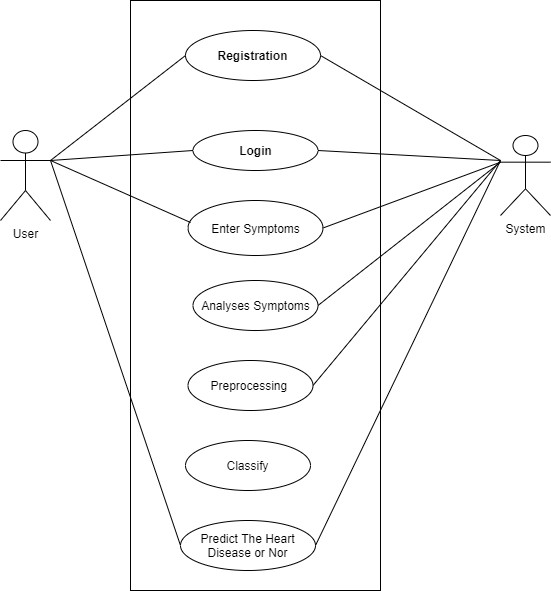 Registration
Login
Enter Symptoms
User
System
Analyses Symptoms
Preprocessing
Classify
Predict The Heart
Disease or Nor